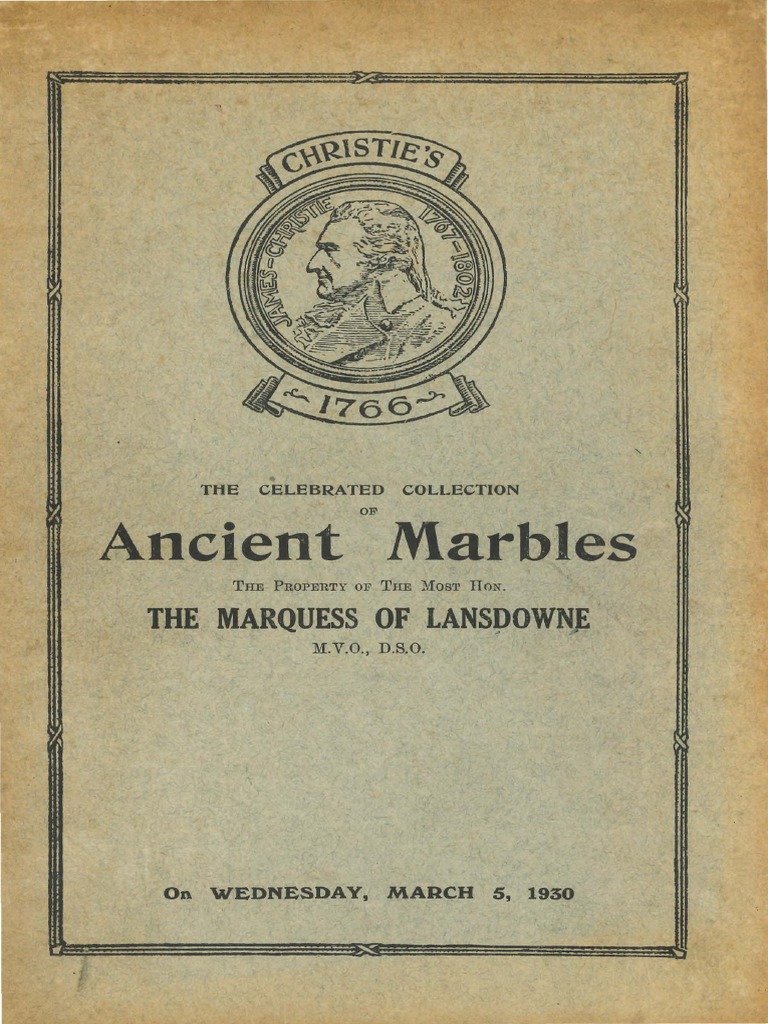 CHRISTIE'S
JAMES-CHRISTIE 1767-1802
1766
THE CELEBRATED COLLECTION
OF
Ancient Marbles
THE PROPERTY OF THE MOST HON.
THE MARQUESS OF LANSDOWNE
M.V.O., D.S.O.
On WEDNESDAY, MARCH 5, 1930